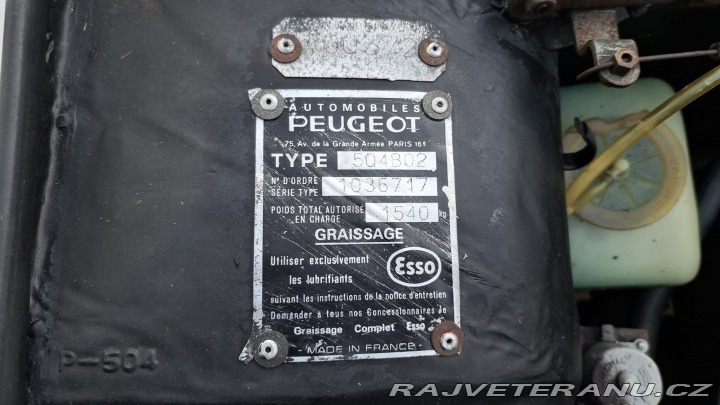 AUTOMOBILES
PEUGEOT
75, Av. de la Grande Armée PARIS 16e
TYPE 504B02
N° D'ORDRE
SÉRIE TYPE 1036717
POIDS TOTAL AUTORISE
EN CHARGE 1540 kg
GRAISSAGE
Utiliser exclusivement
les lubrifiants
Esso
suivant les instructions de la notice d'entretien
Demander à tous nos Concessionnaires le
Graissage Complet Esso
- MADE IN FRANCE -
P-504
RAJVETERANU.CZ